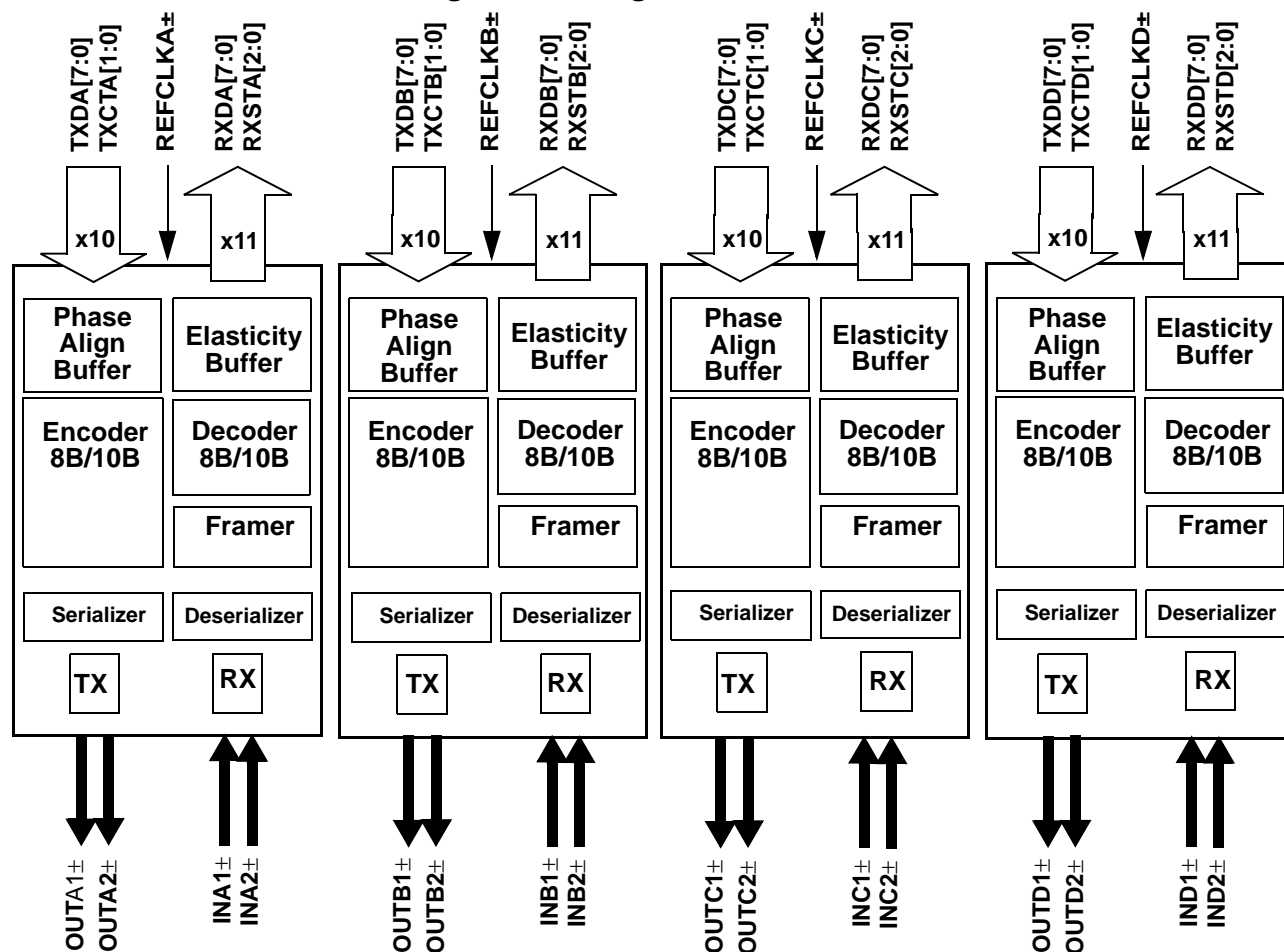 TXDA[7:0]
TXCTA[1:0]
REFCLKA±
RXDA[7:0]
RXSTA[2:0]
x10
x11
Phase
Align
Buffer
Elasticity
Buffer
Encoder
8B/10B
Decoder
8B/10B
Framer
Serializer
Deserializer
TX
RX
OUTA1±
OUTA2±
INA1±
INA2±
TXDB[7:0]
TXCTB[1:0]
REFCLKB±
RXDB[7:0]
RXSTB[2:0]
x10
x11
Phase
Align
Buffer
Elasticity
Buffer
Encoder
8B/10B
Decoder
8B/10B
Framer
Serializer
Deserializer
TX
RX
OUTB1±
OUTB2±
INB1±
INB2±
TXDC[7:0]
TXCTC[1:0]
REFCLKC±
RXDC[7:0]
RXSTC[2:0]
x10
x11
Phase
Align
Buffer
Elasticity
Buffer
Encoder
8B/10B
Decoder
8B/10B
Framer
Serializer
Deserializer
TX
RX
OUTC1±
OUTC2±
INC1±
INC2±
TXDD[7:0]
TXCTD[1:0]
REFCLKD±
RXDD[7:0]
RXSTD[2:0]
x10
x11
Phase
Align
Buffer
Elasticity
Buffer
Encoder
8B/10B
Decoder
8B/10B
Framer
Serializer
Deserializer
TX
RX
OUTD1±
OUTD2±
IND1±
IND2±